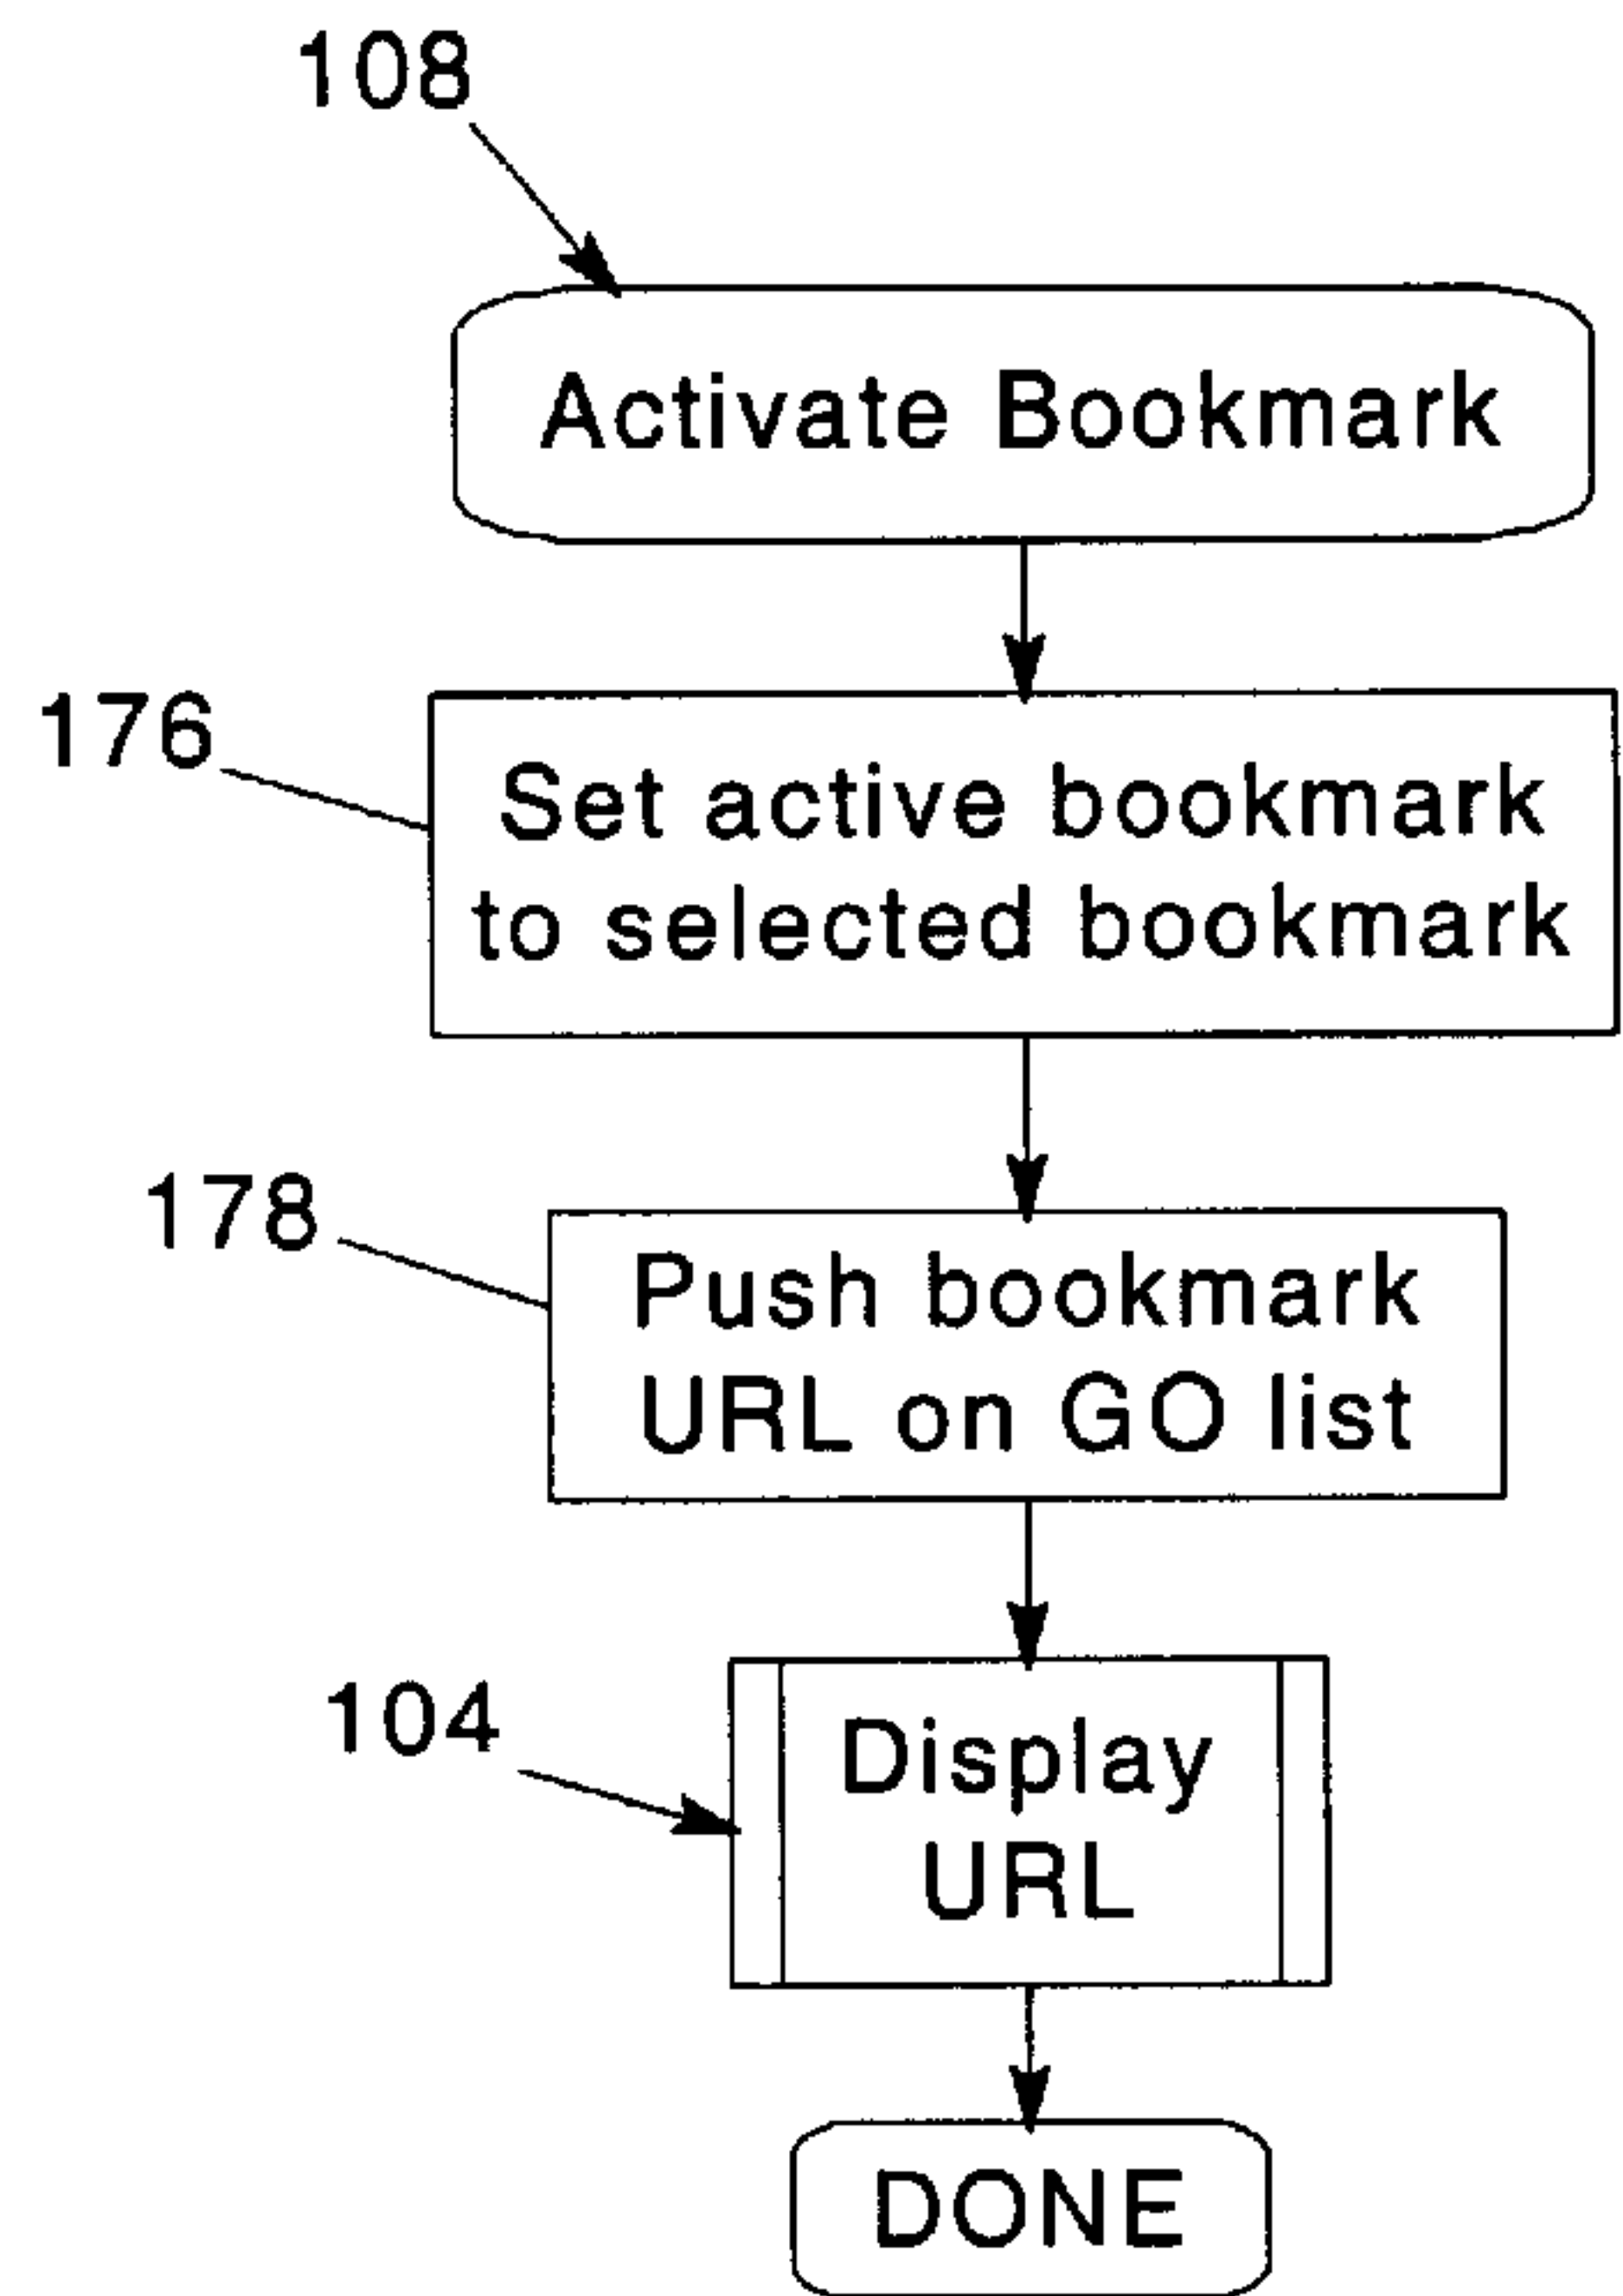 108
Activate Bookmark
176
Set active bookmark
to selected bookmark
178
Push bookmark
URL on GO list
104
Display
URL
DONE